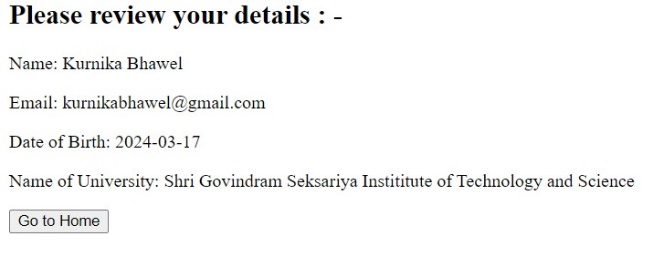 Please review your details : -
Name: Kurnika Bhawel
Email: kurnikabhawel@gmail.com
Date of Birth: 2024-03-17
Name of University: Shri Govindram Seksariya Instititute of Technology and Science
Go to Home